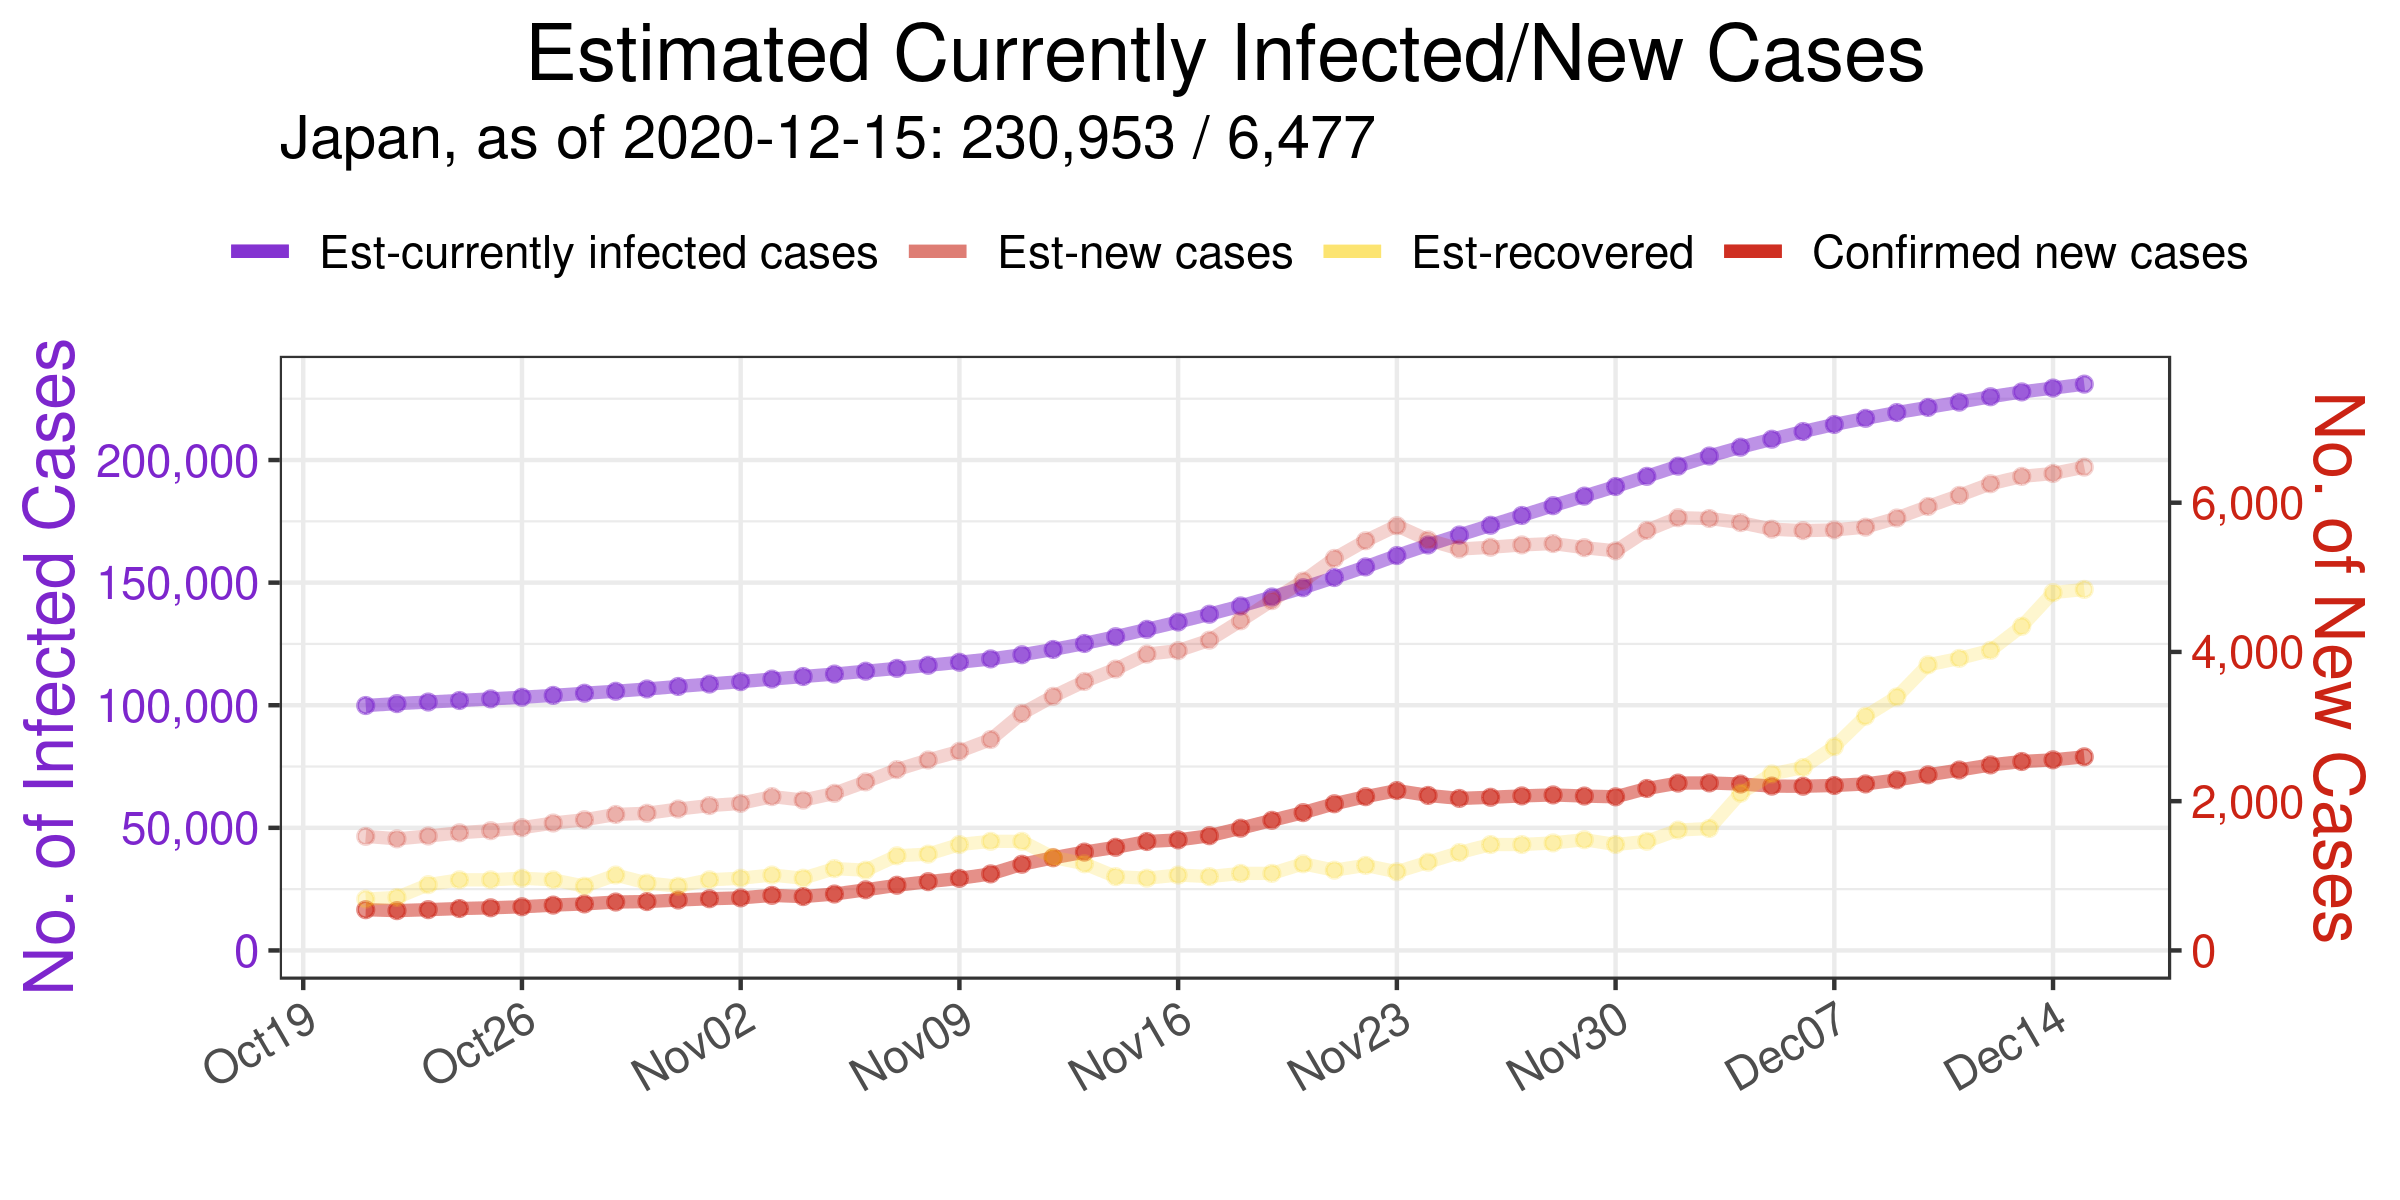 Estimated Currently Infected/New Cases
Japan, as of 2020-12-15: 230,953 / 6,477
Est-currently infected cases Est-new cases Est-recovered Confirmed new cases
No. of Infected Cases
200,000
150,000
100,000
50,000
0
6,000
4,000
2,000
0
No. of New Cases
Oct19 Oct26 Nov02 Nov09 Nov16 Nov23 Nov30 Dec07 Dec14